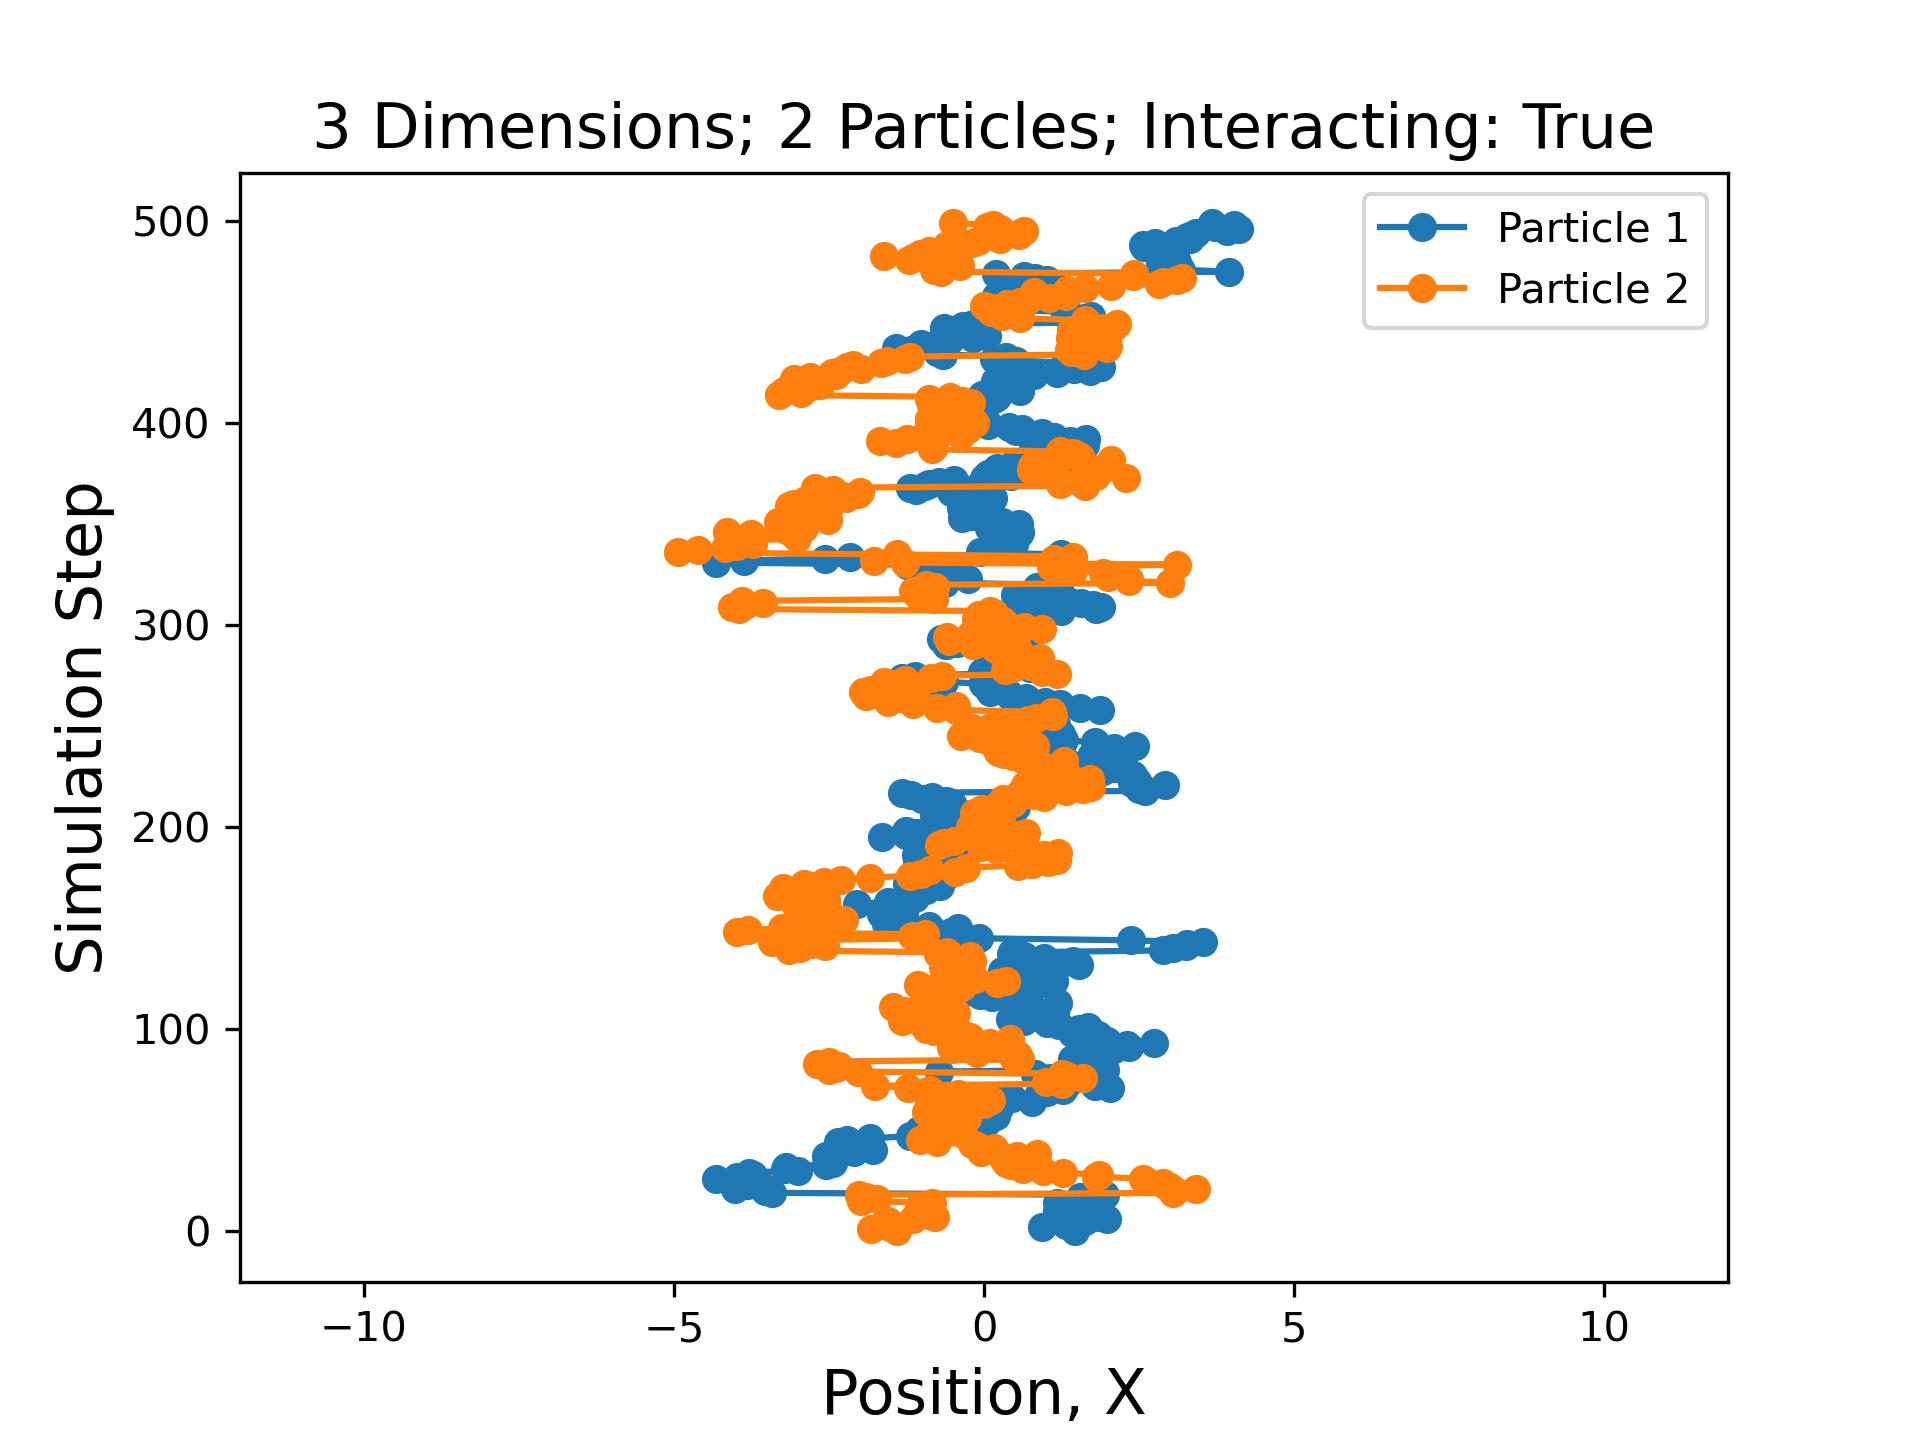 3 Dimensions; 2 Particles; Interacting: True
Particle 1
Particle 2
Simulation Step
500
400
300
200
100
0
−10
−5
0
5
10
Position, X